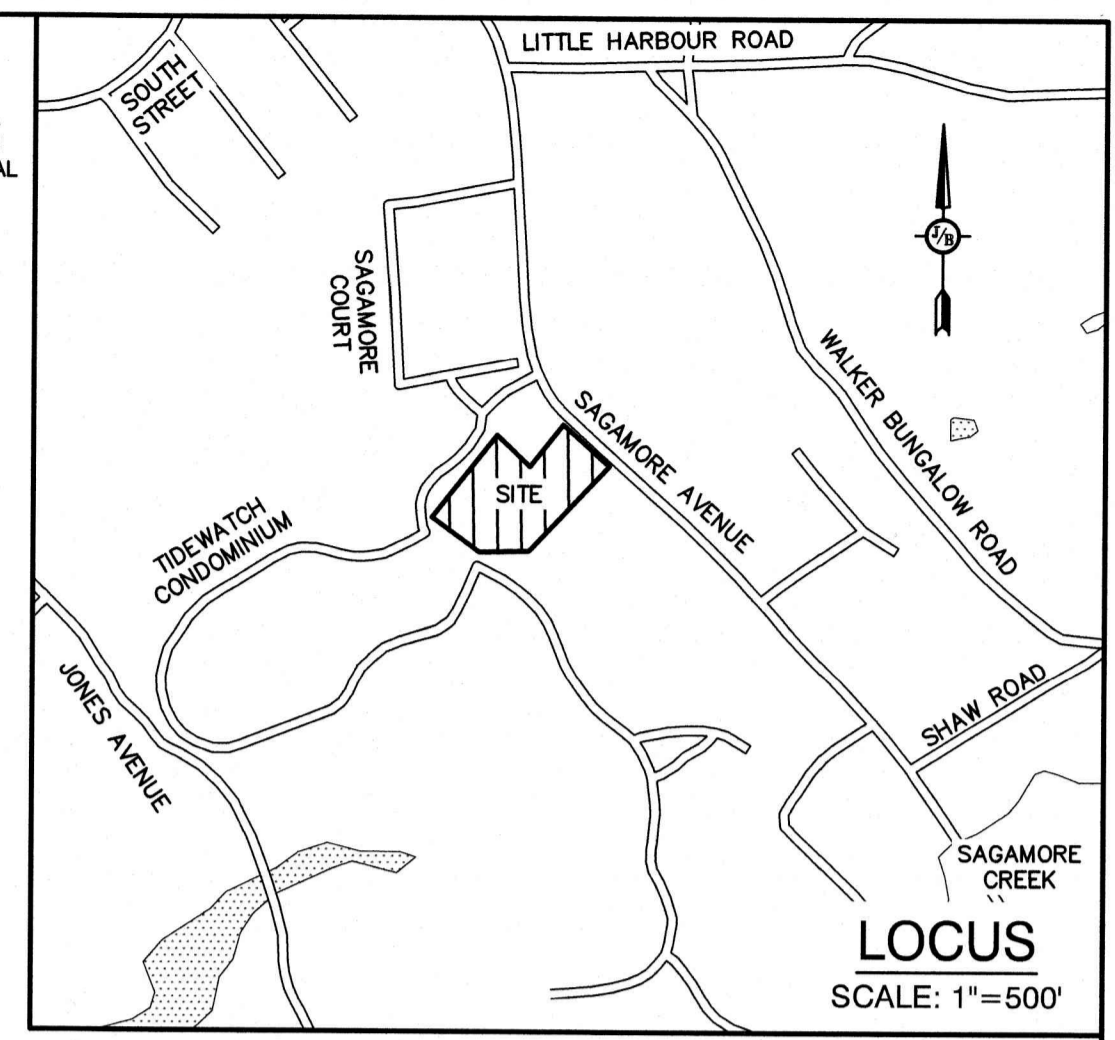 LITTLE HARBOUR ROAD
SOUTH
STREET
AL
J/B
SAGAMORE
COURT
WALKER BUNGALOW ROAD
SAGAMORE AVENUE
SITE
TIDEWATCH
CONDOMINIUM
JONES AVENUE
SHAW ROAD
SAGAMORE
CREEK
LOCUS
SCALE: 1"=500'